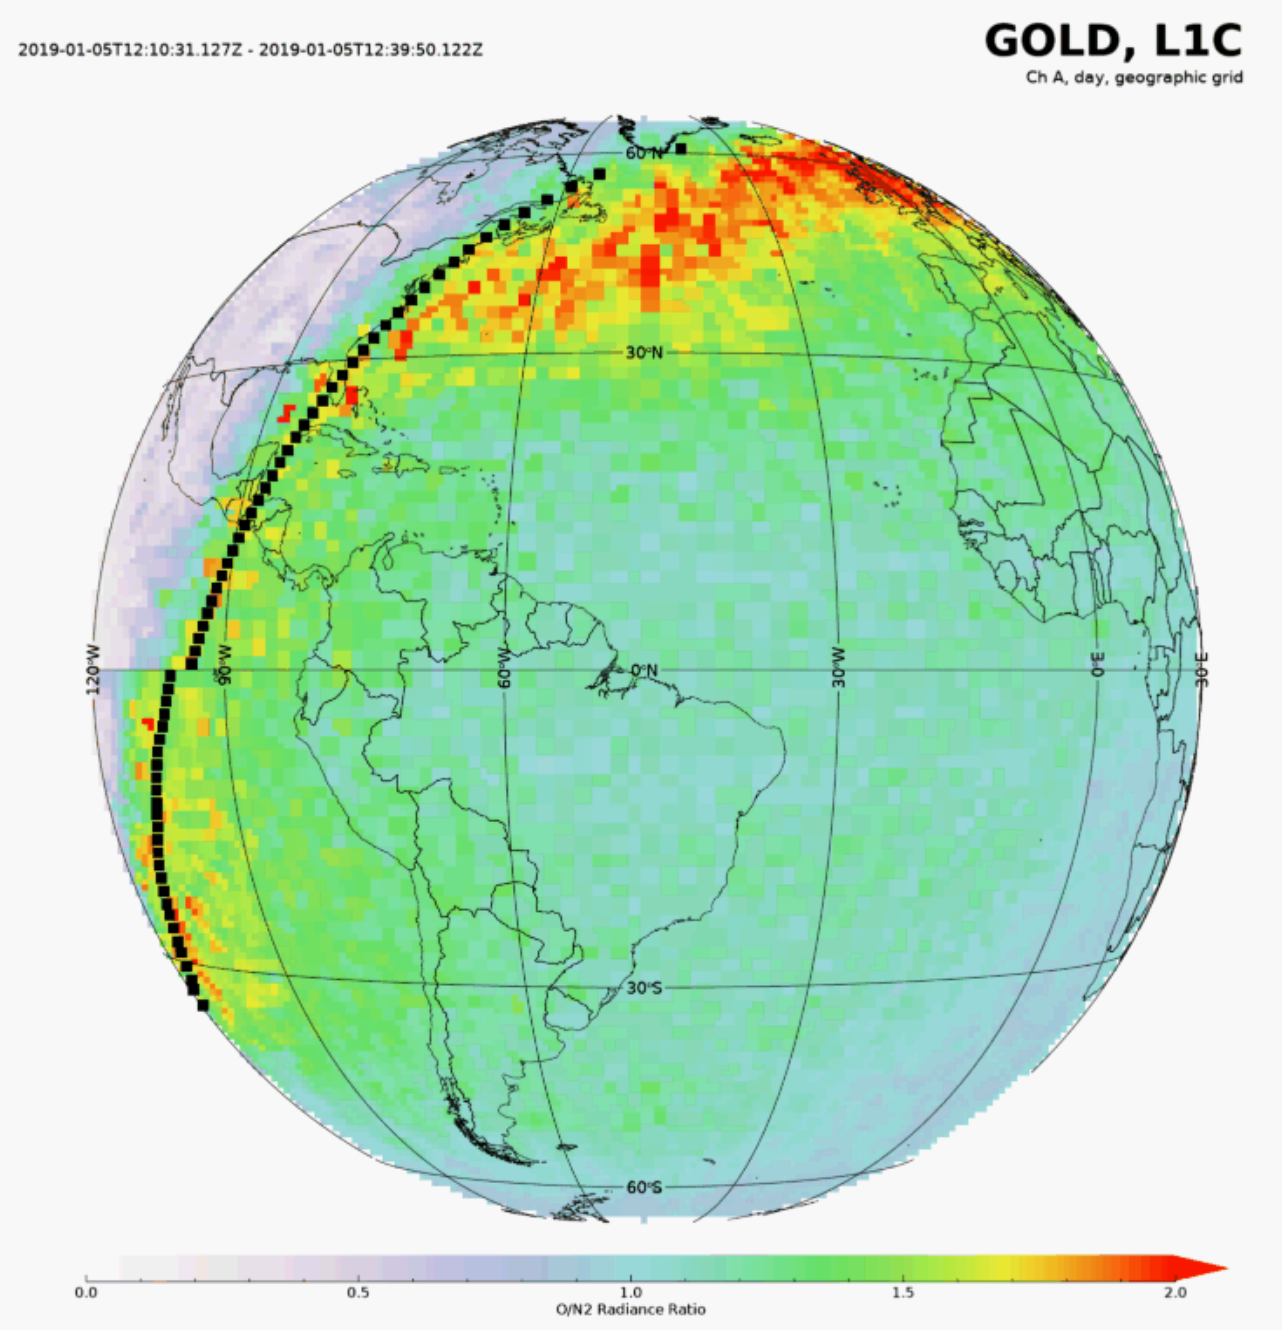 GOLD, L1C
2019-01-05T12:10:31.127Z - 2019-01-05T12:39:50.122Z
Ch A, day, geographic grid
60°N
30°N
120°W
90°W
60°W
0°N
30°W
0°E
30°E
30°S
60°S
0.0 0.5 1.0 1.5 2.0
O/N2 Radiance Ratio